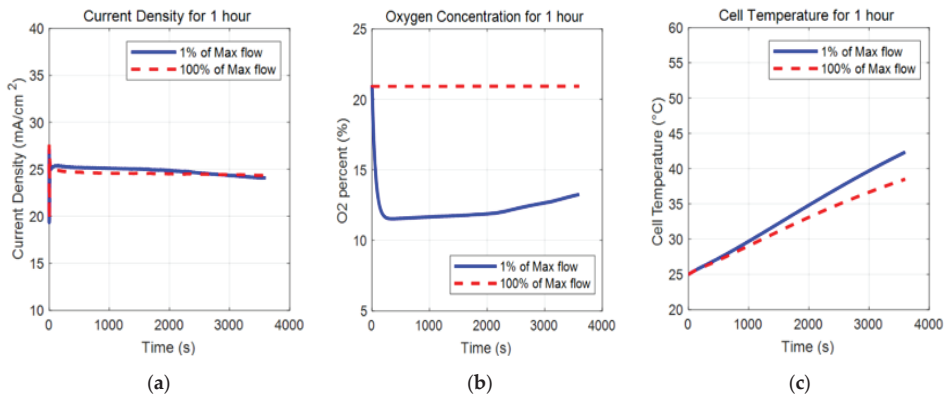 Current Density for 1 hour
40
35
30
25
20
15
10
Current Density (mA/cm²)
1% of Max flow
100% of Max flow
0 1000 2000 3000 4000
Time (s)
(a)
Oxygen Concentration for 1 hour
25
20
15
10
5
O2 percent (%)
1% of Max flow
100% of Max flow
0 1000 2000 3000 4000
Time (s)
(b)
Cell Temperature for 1 hour
60
55
50
45
40
35
30
25
20
Cell Temperature (°C)
1% of Max flow
100% of Max flow
0 1000 2000 3000 4000
Time (s)
(c)